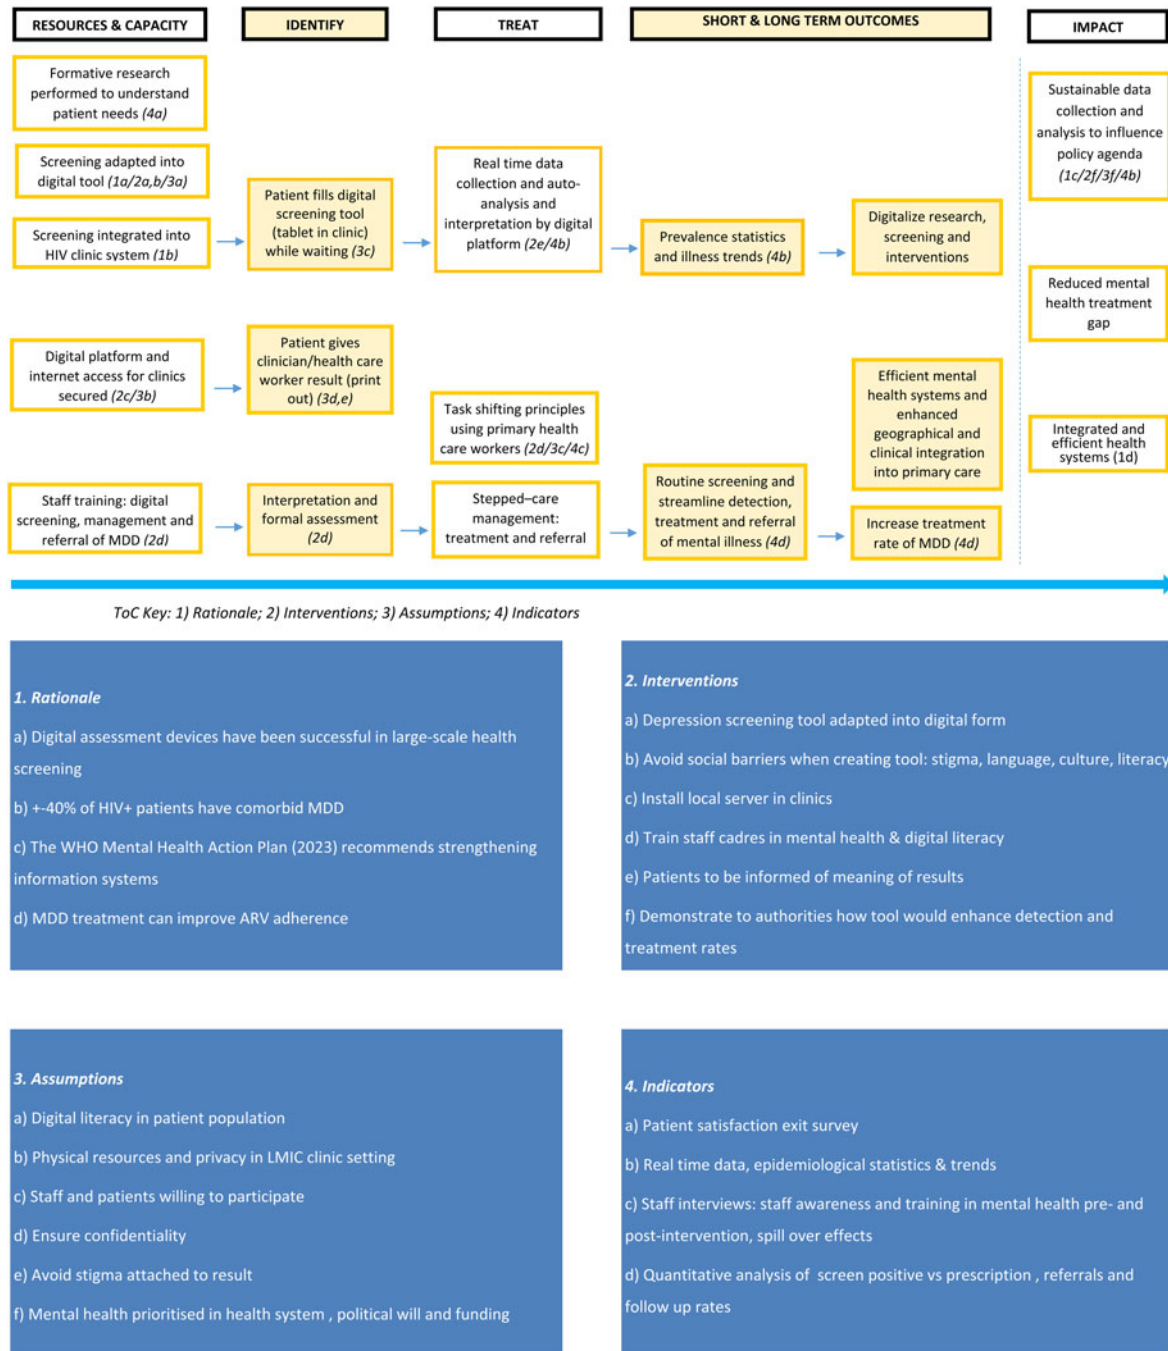 RESOURCES & CAPACITY
IDENTIFY
TREAT
SHORT & LONG TERM OUTCOMES
IMPACT
Formative research
performed to understand
patient needs (4a)
Screening adapted into
digital tool (1a/2a,b/3a)
Screening integrated into
HIV clinic system (1b)
Patient fills digital
screening tool
(tablet in clinic)
while waiting (3c)
Real time data
collection and auto-
analysis and
interpretation by digital
platform (2e/4b)
Prevalence statistics
and illness trends (4b)
Digitalize research,
screening and
interventions
Sustainable data
collection and
analysis to influence
policy agenda
(1c/2f/3f/4b)
Reduced mental
health treatment
gap
Integrated and
efficient health
systems (1d)
Digital platform and
internet access for clinics
secured (2c/3b)
Patient gives
clinician/health care
worker result (print
out) (3d,e)
Task shifting principles
using primary health
care workers (2d/3c/4c)
Efficient mental
health systems and
enhanced
geographical and
clinical integration
into primary care
Staff training: digital
screening, management and
referral of MDD (2d)
Interpretation and
formal assessment
(2d)
Stepped–care
management:
treatment and referral
Routine screening and
streamline detection,
treatment and referral
of mental illness (4d)
Increase treatment
rate of MDD (4d)
ToC Key: 1) Rationale; 2) Interventions; 3) Assumptions; 4) Indicators
1. Rationale
a) Digital assessment devices have been successful in large-scale health
screening
b) +-40% of HIV+ patients have comorbid MDD
c) The WHO Mental Health Action Plan (2023) recommends strengthening
information systems
d) MDD treatment can improve ARV adherence
2. Interventions
a) Depression screening tool adapted into digital form
b) Avoid social barriers when creating tool: stigma, language, culture, literacy
c) Install local server in clinics
d) Train staff cadres in mental health & digital literacy
e) Patients to be informed of meaning of results
f) Demonstrate to authorities how tool would enhance detection and
treatment rates
3. Assumptions
a) Digital literacy in patient population
b) Physical resources and privacy in LMIC clinic setting
c) Staff and patients willing to participate
d) Ensure confidentiality
e) Avoid stigma attached to result
f) Mental health prioritised in health system , political will and funding
4. Indicators
a) Patient satisfaction exit survey
b) Real time data, epidemiological statistics & trends
c) Staff interviews: staff awareness and training in mental health pre- and
post-intervention, spill over effects
d) Quantitative analysis of screen positive vs prescription , referrals and
follow up rates